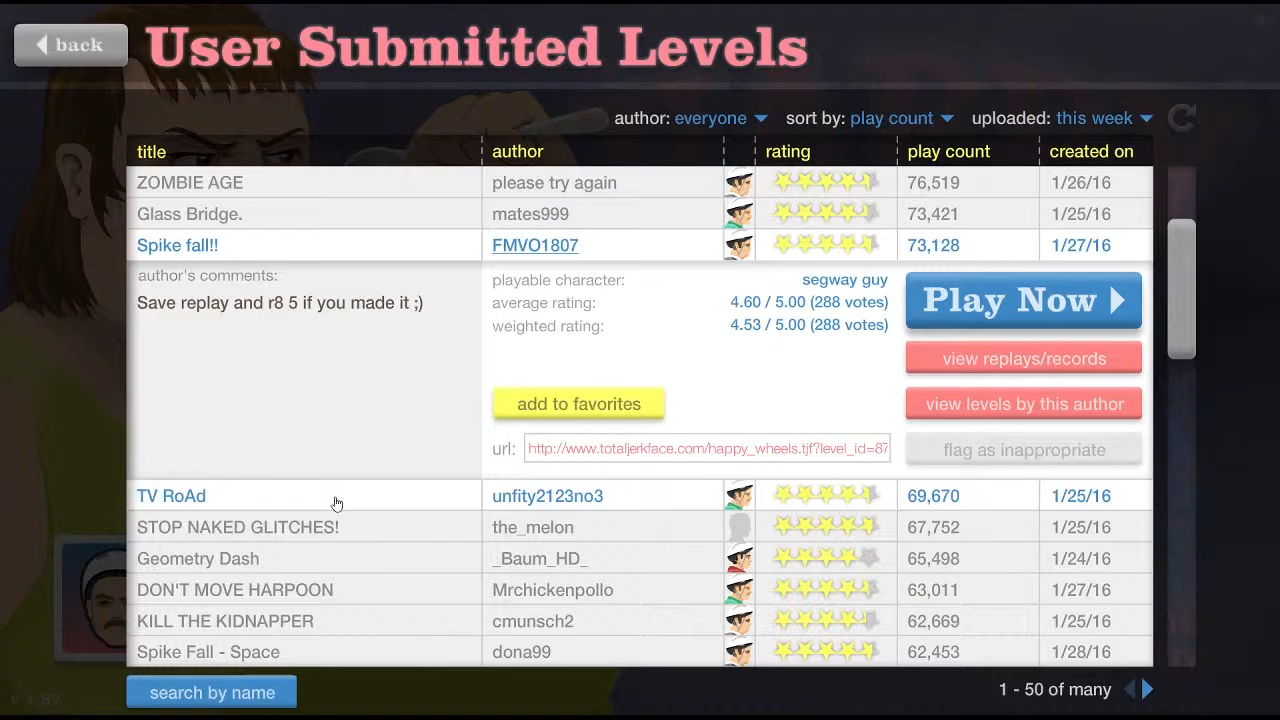 back
User Submitted Levels
author: everyone sort by: play count uploaded: this week
title author rating play count created on
ZOMBIE AGE please try again 76,519 1/26/16
Glass Bridge. mates999 73,421 1/25/16
Spike fall!! FMVO1807 73,128 1/27/16
author's comments:
Save replay and r8 5 if you made it ;)
playable character: segway guy
average rating: 4.60 / 5.00 (288 votes)
weighted rating: 4.53 / 5.00 (288 votes)
add to favorites
url: http://www.totaljerkface.com/happy_wheels.tjf?level_id=87
Play Now
view replays/records
view levels by this author
flag as inappropriate
TV RoAd unfity2123no3 69,670 1/25/16
STOP NAKED GLITCHES! the_melon 67,752 1/25/16
Geometry Dash _Baum_HD_ 65,498 1/24/16
DON'T MOVE HARPOON Mrchickenpollo 63,011 1/27/16
KILL THE KIDNAPPER cmunsch2 62,669 1/25/16
Spike Fall - Space dona99 62,453 1/28/16
search by name
1 - 50 of many
v 1.87